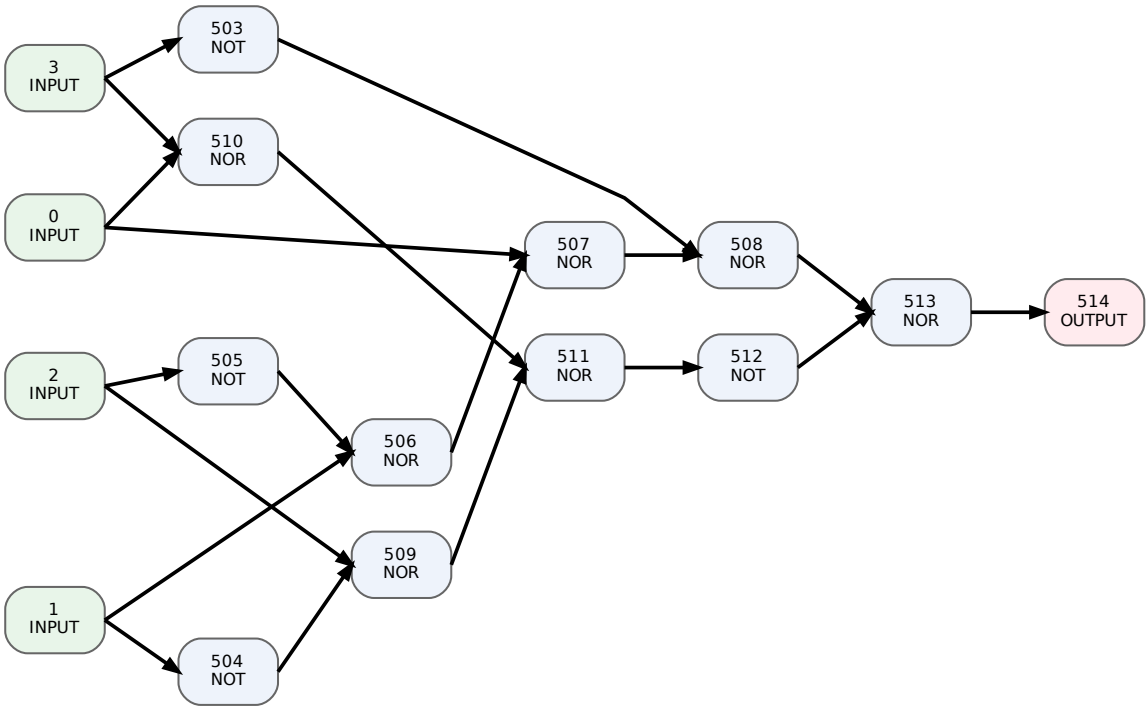 3
INPUT
503
NOT
510
NOR
0
INPUT
507
NOR
508
NOR
513
NOR
514
OUTPUT
511
NOR
512
NOT
2
INPUT
505
NOT
506
NOR
509
NOR
1
INPUT
504
NOT